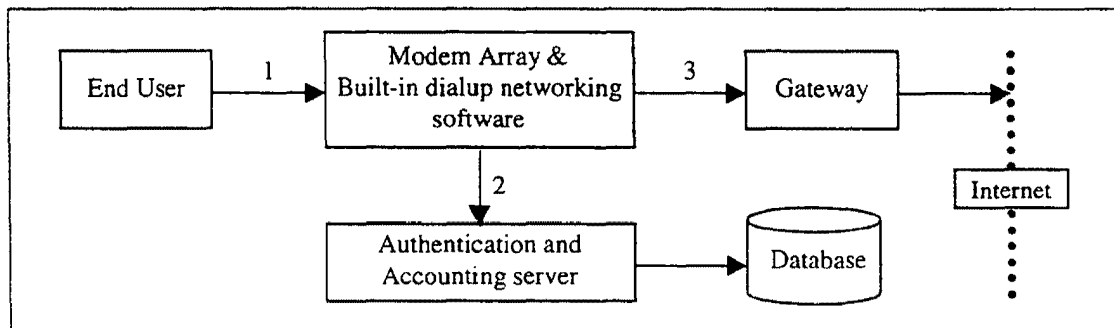 End User
1
Modem Array &
Built-in dialup networking
software
3
Gateway
Internet
2
Authentication and
Accounting server
Database